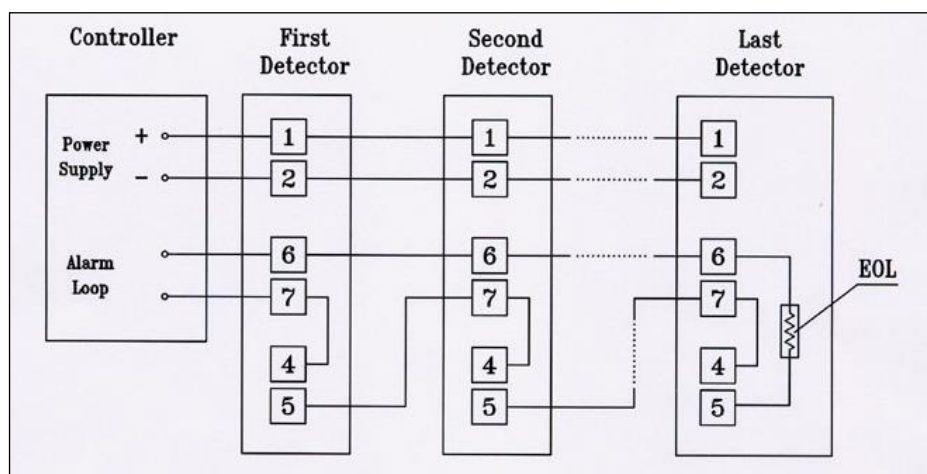 Controller
First
Detector
Second
Detector
Last
Detector
Power
Supply
+
-
1
1
1
2
2
2
Alarm
Loop
6
6
6
7
7
7
EOL
4
4
4
5
5
5